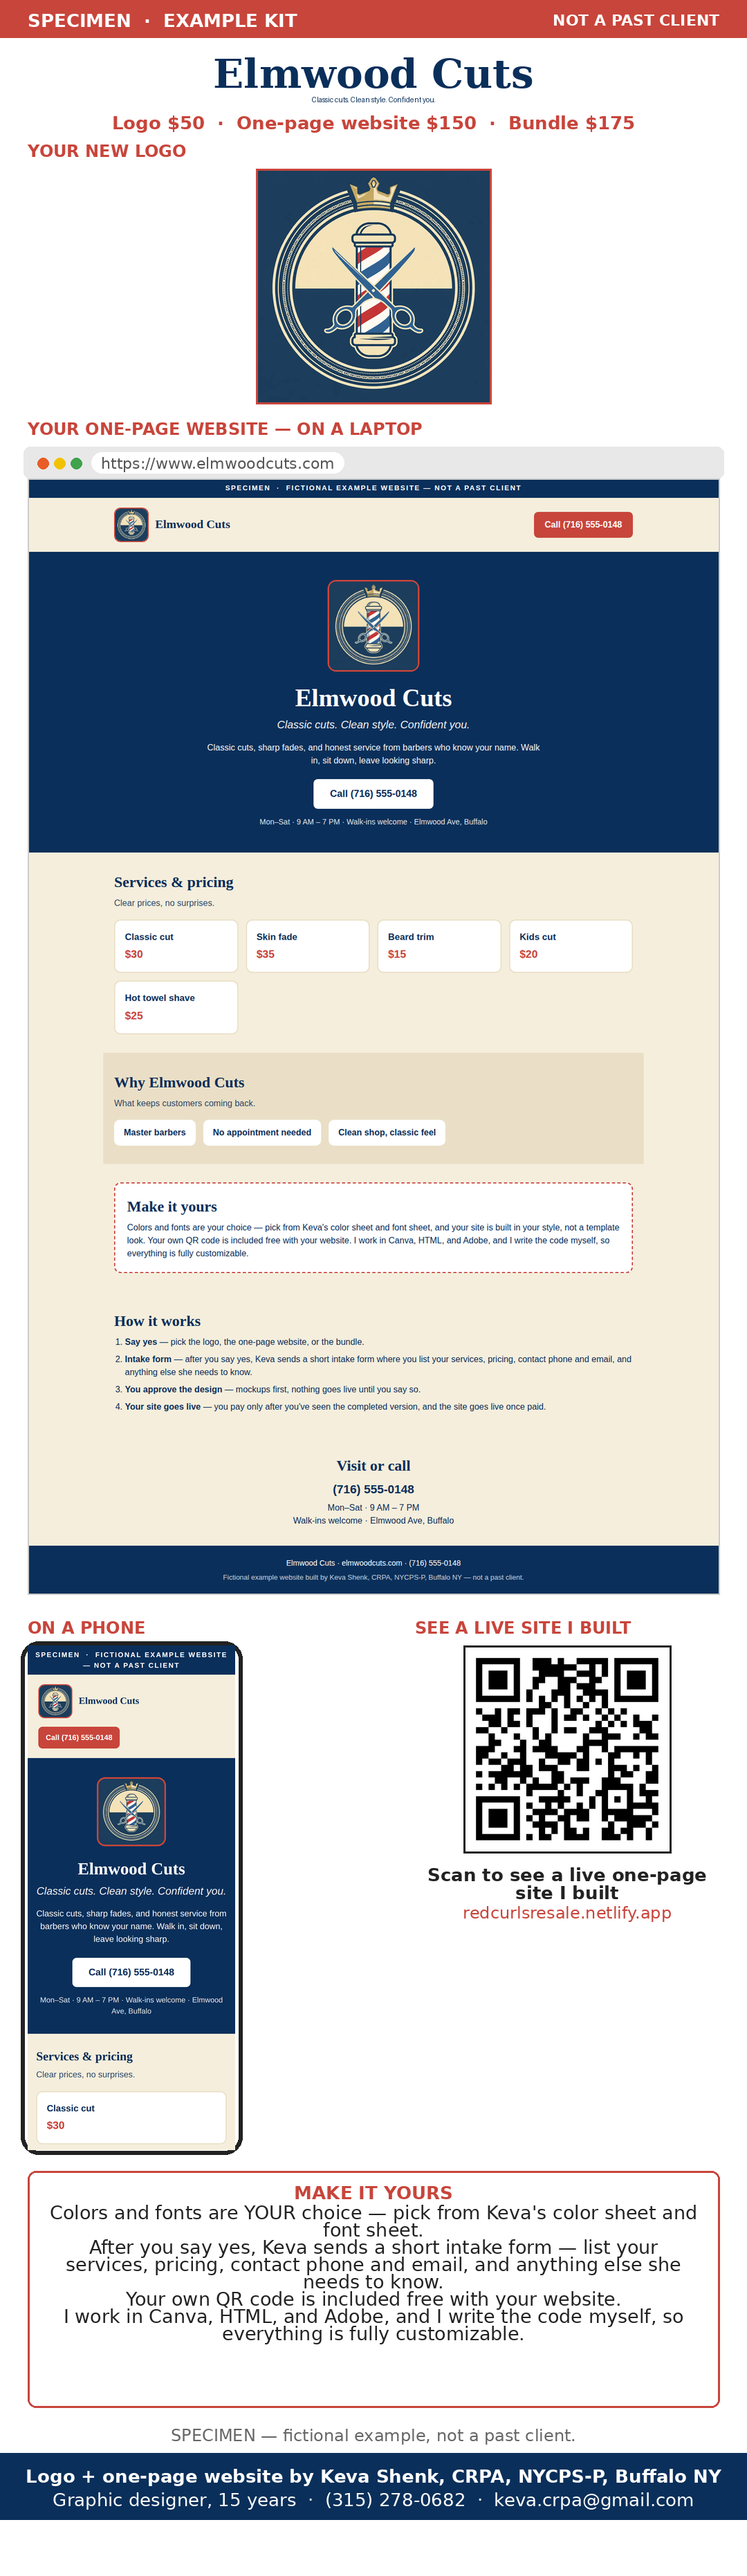 SPECIMEN · EXAMPLE KIT
NOT A PAST CLIENT
Elmwood Cuts
Classic cuts. Clean style. Confident you.
Logo $50 · One-page website $150 · Bundle $175
YOUR NEW LOGO
YOUR ONE-PAGE WEBSITE — ON A LAPTOP
https://www.elmwoodcuts.com
SPECIMEN · FICTIONAL EXAMPLE WEBSITE — NOT A PAST CLIENT
Elmwood Cuts
Call (716) 555-0148
Elmwood Cuts
Classic cuts. Clean style. Confident you.
Classic cuts, sharp fades, and honest service from barbers who know your name. Walk
in, sit down, leave looking sharp.
Call (716) 555-0148
Mon–Sat · 9 AM – 7 PM · Walk-ins welcome · Elmwood Ave, Buffalo
Services & pricing
Clear prices, no surprises.
Classic cut
$30
Skin fade
$35
Beard trim
$15
Kids cut
$20
Hot towel shave
$25
Why Elmwood Cuts
What keeps customers coming back.
Master barbers
No appointment needed
Clean shop, classic feel
Make it yours
Colors and fonts are your choice — pick from Keva's color sheet and font sheet, and your site is built in your style, not a template
look. Your own QR code is included free with your website. I work in Canva, HTML, and Adobe, and I write the code myself, so
everything is fully customizable.
How it works
1. Say yes — pick the logo, the one-page website, or the bundle.
2. Intake form — after you say yes, Keva sends a short intake form where you list your services, pricing, contact phone and email, and
anything else she needs to know.
3. You approve the design — mockups first, nothing goes live until you say so.
4. Your site goes live — you pay only after you've seen the completed version, and the site goes live once paid.
Visit or call
(716) 555-0148
Mon–Sat · 9 AM – 7 PM
Walk-ins welcome · Elmwood Ave, Buffalo
Elmwood Cuts · elmwoodcuts.com · (716) 555-0148
Fictional example website built by Keva Shenk, CRPA, NYCPS-P, Buffalo NY — not a past client.
ON A PHONE
SPECIMEN · FICTIONAL EXAMPLE WEBSITE
— NOT A PAST CLIENT
Elmwood Cuts
Call (716) 555-0148
Elmwood Cuts
Classic cuts. Clean style. Confident you.
Classic cuts, sharp fades, and honest service from
barbers who know your name. Walk in, sit down,
leave looking sharp.
Call (716) 555-0148
Mon–Sat · 9 AM – 7 PM · Walk-ins welcome · Elmwood
Ave, Buffalo
Services & pricing
Clear prices, no surprises.
Classic cut
$30
SEE A LIVE SITE I BUILT
Scan to see a live one-page
site I built
redcurlsresale.netlify.app
MAKE IT YOURS
Colors and fonts are YOUR choice — pick from Keva's color sheet and
font sheet.
After you say yes, Keva sends a short intake form — list your
services, pricing, contact phone and email, and anything else she
needs to know.
Your own QR code is included free with your website.
I work in Canva, HTML, and Adobe, and I write the code myself, so
everything is fully customizable.
SPECIMEN — fictional example, not a past client.
Logo + one-page website by Keva Shenk, CRPA, NYCPS-P, Buffalo NY
Graphic designer, 15 years · (315) 278-0682 · keva.crpa@gmail.com